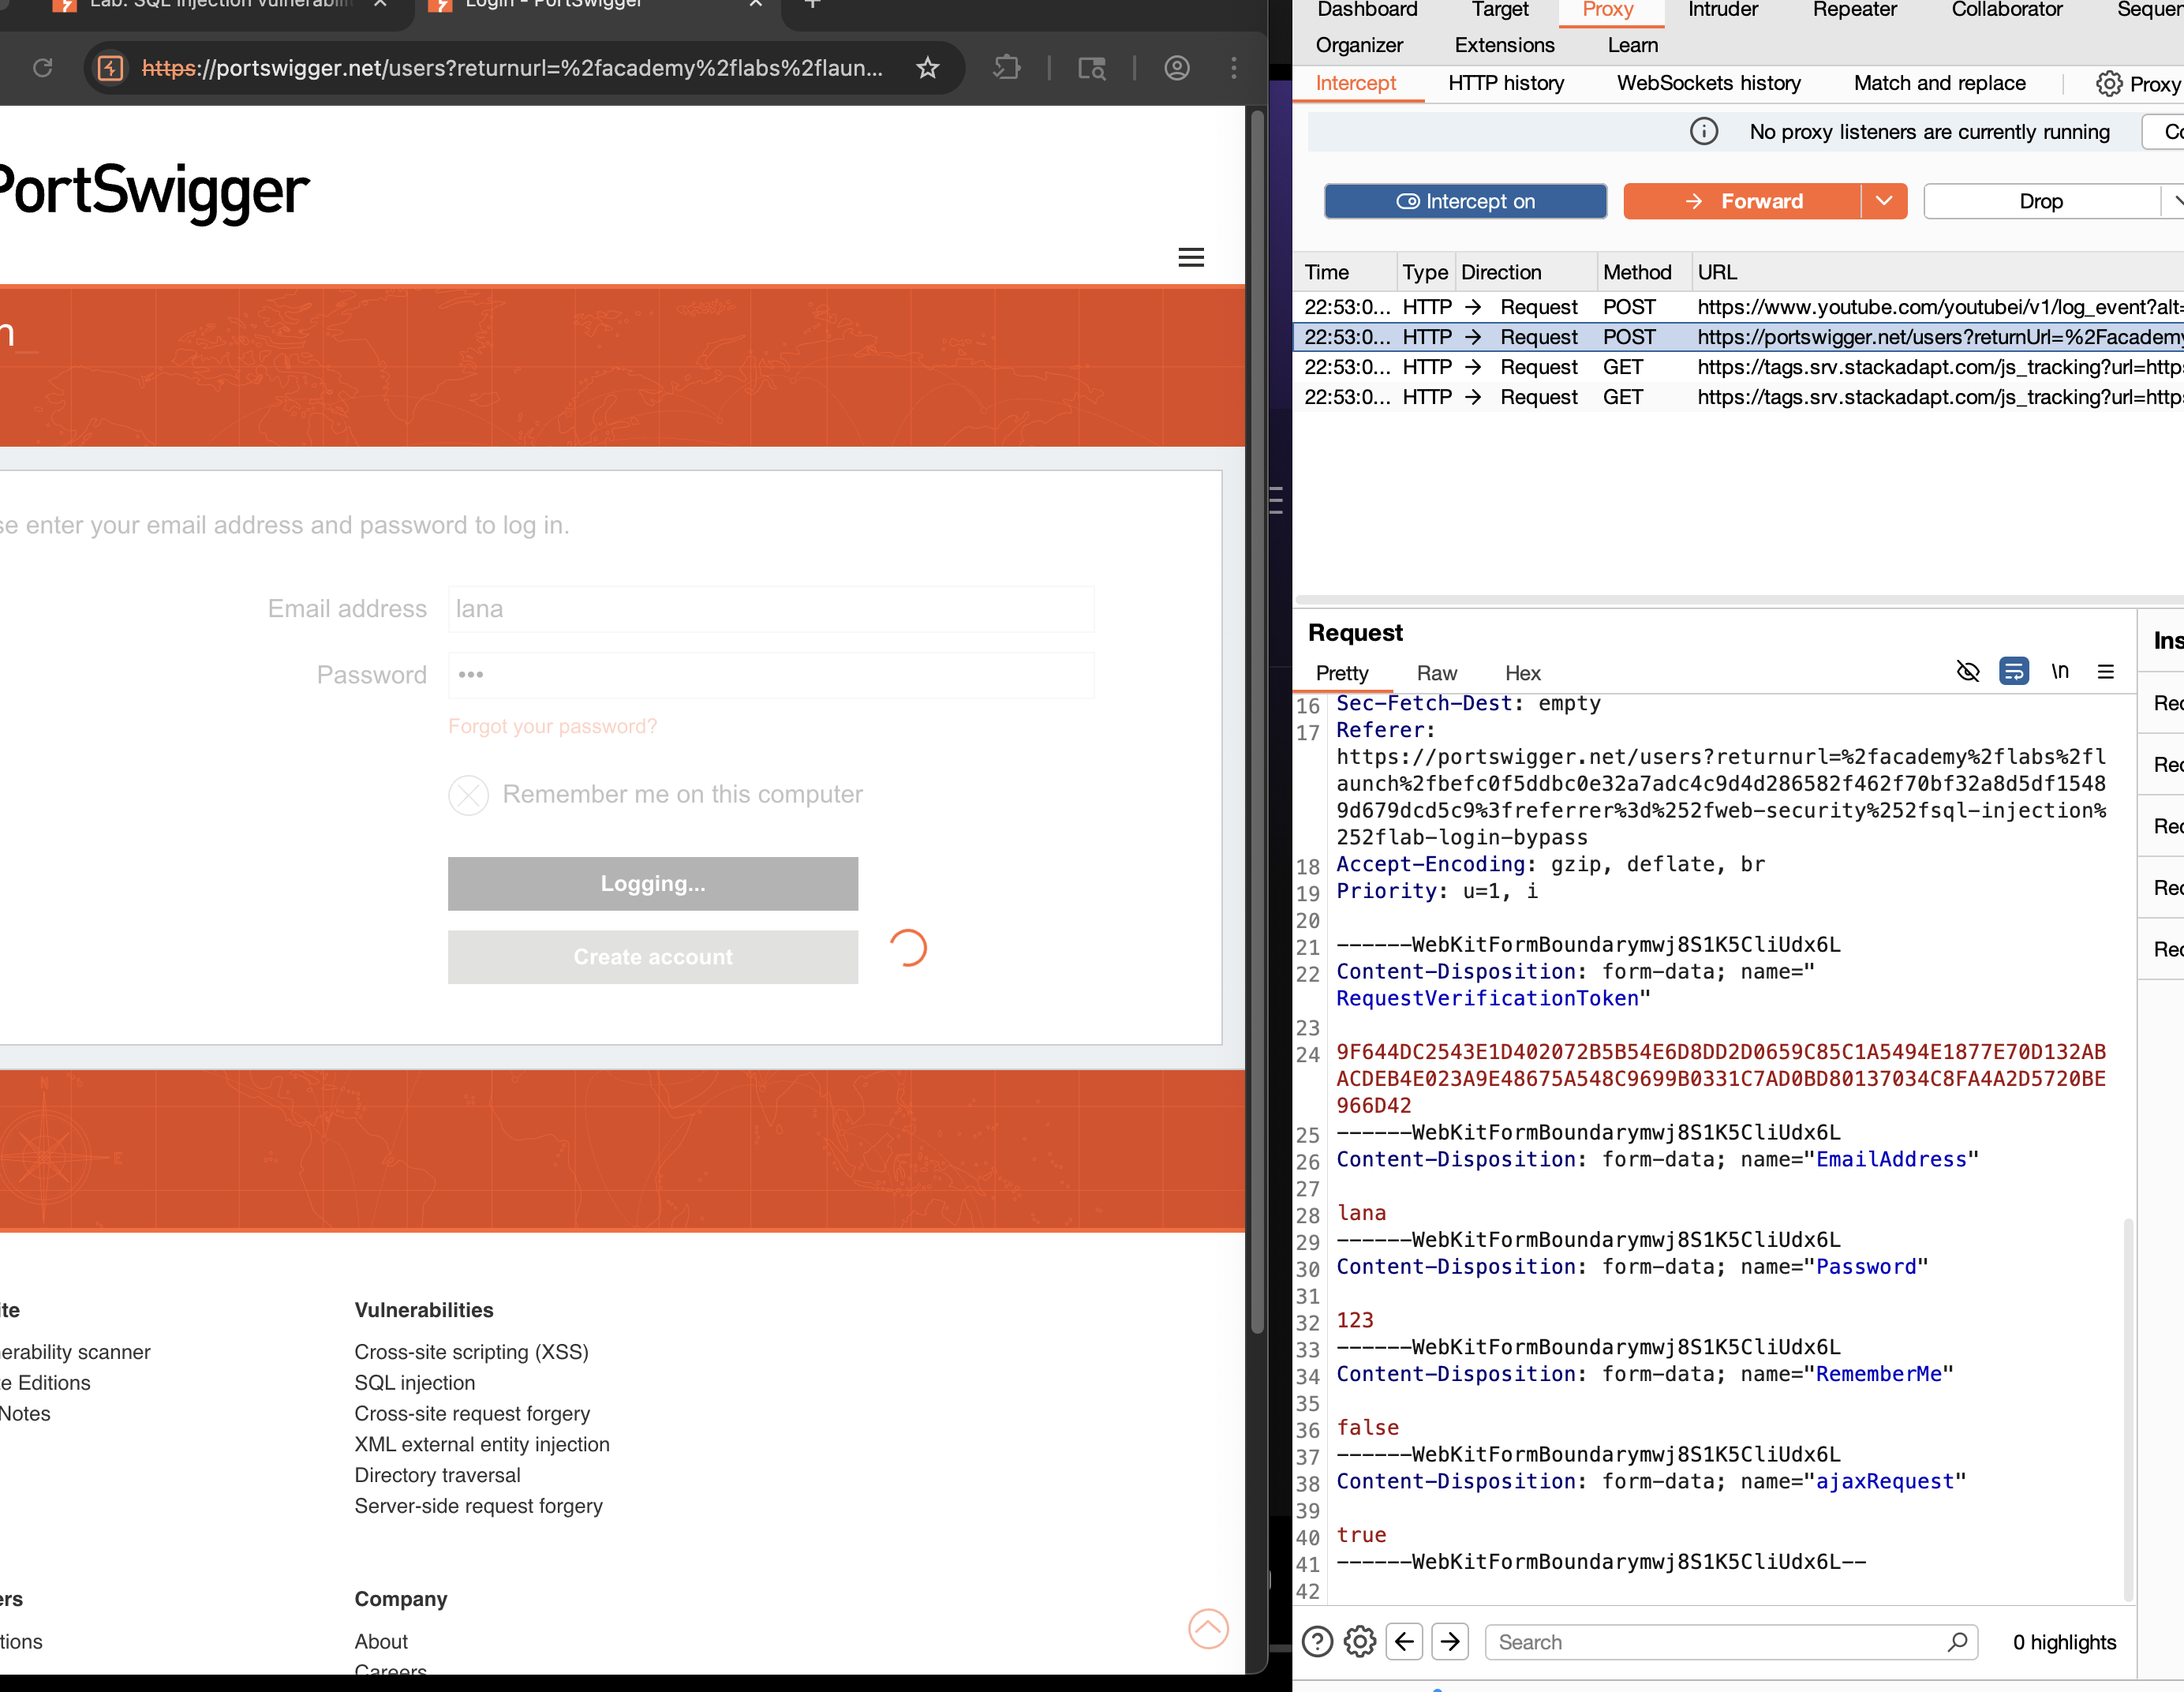 Lab: SQL injection vulnerabili
Login - PortSwigger
https://portswigger.net/users?returnurl=%2facademy%2flabs%2flaun...
PortSwigger
n_
se enter your email address and password to log in.
Email address
lana
Password
•••
Forgot your password?
Remember me on this computer
Logging...
Create account
N
E
ite
erability scanner
te Editions
Notes
Vulnerabilities
Cross-site scripting (XSS)
SQL injection
Cross-site request forgery
XML external entity injection
Directory traversal
Server-side request forgery
ers
tions
Company
About
Careers
Dashboard Target Proxy Intruder Repeater Collaborator Sequen
Organizer Extensions Learn
Intercept HTTP history WebSockets history Match and replace Proxy
No proxy listeners are currently running
Co
Intercept on
Forward
Drop
Time Type Direction Method URL
22:53:0... HTTP → Request POST https://www.youtube.com/youtubei/v1/log_event?alt=
22:53:0... HTTP → Request POST https://portswigger.net/users?returnUrl=%2Facademy
22:53:0... HTTP → Request GET https://tags.srv.stackadapt.com/js_tracking?url=http
22:53:0... HTTP → Request GET https://tags.srv.stackadapt.com/js_tracking?url=http
Request
Pretty Raw Hex
\n
16 Sec-Fetch-Dest: empty
17 Referer:
https://portswigger.net/users?returnurl=%2facademy%2flabs%2fl
aunch%2fbefc0f5ddbc0e32a7adc4c9d4d286582f462f70bf32a8d5df1548
9d679dcd5c9%3freferrer%3d%252fweb-security%252fsql-injection%
252flab-login-bypass
18 Accept-Encoding: gzip, deflate, br
19 Priority: u=1, i
20
21 ------WebKitFormBoundarymwj8S1K5CliUdx6L
22 Content-Disposition: form-data; name="
RequestVerificationToken"
23
24 9F644DC2543E1D402072B5B54E6D8DD2D0659C85C1A5494E1877E70D132AB
ACDEB4E023A9E48675A548C9699B0331C7AD0BD80137034C8FA4A2D5720BE
966D42
25 ------WebKitFormBoundarymwj8S1K5CliUdx6L
26 Content-Disposition: form-data; name="EmailAddress"
27
28 lana
29 ------WebKitFormBoundarymwj8S1K5CliUdx6L
30 Content-Disposition: form-data; name="Password"
31
32 123
33 ------WebKitFormBoundarymwj8S1K5CliUdx6L
34 Content-Disposition: form-data; name="RememberMe"
35
36 false
37 ------WebKitFormBoundarymwj8S1K5CliUdx6L
38 Content-Disposition: form-data; name="ajaxRequest"
39
40 true
41 ------WebKitFormBoundarymwj8S1K5CliUdx6L--
42
Search
0 highlights
Ins
Rec
Rec
Rec
Rec
Rec